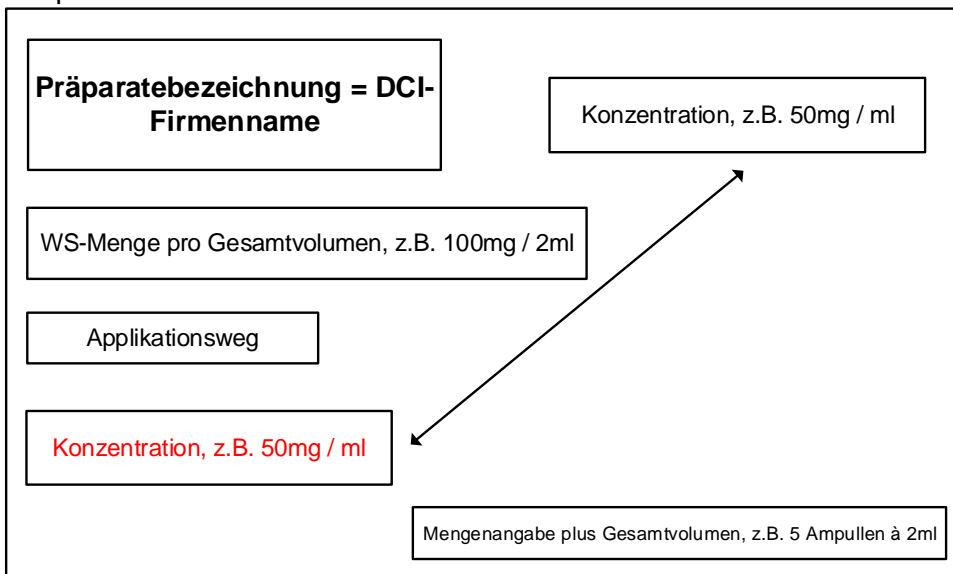 Präparatebezeichnung = DCI-
Firmenname
Konzentration, z.B. 50mg / ml
WS-Menge pro Gesamtvolumen, z.B. 100mg / 2ml
Applikationsweg
Konzentration, z.B. 50mg / ml
Mengenangabe plus Gesamtvolumen, z.B. 5 Ampullen à 2ml